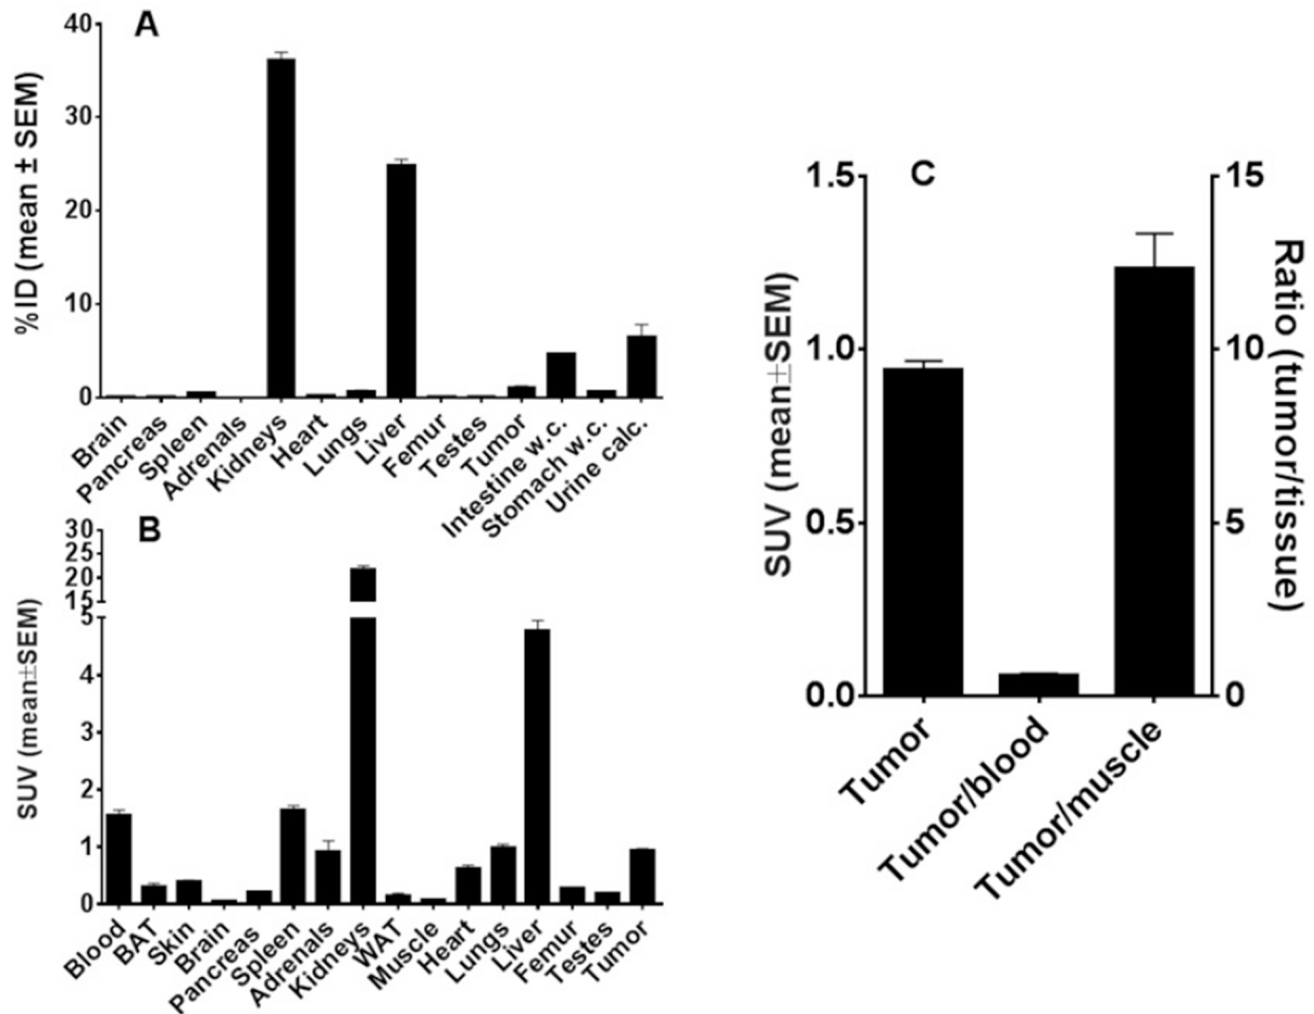 A
%ID (mean ± SEM)
40
30
20
10
0
Brain
Pancreas
Spleen
Adrenals
Kidneys
Heart
Lungs
Liver
Femur
Testes
Tumor
Intestine w.c.
Stomach w.c.
Urine calc.
B
SUV (mean±SEM)
30
25
20
15
5
4
3
2
1
0
Blood
BAT
Skin
Brain
Pancreas
Spleen
Adrenals
Kidneys
WAT
Muscle
Heart
Lungs
Liver
Femur
Testes
Tumor
C
SUV (mean±SEM)
1.5
1.0
0.5
0.0
15
10
5
0
Ratio (tumor/tissue)
Tumor
Tumor/blood
Tumor/muscle